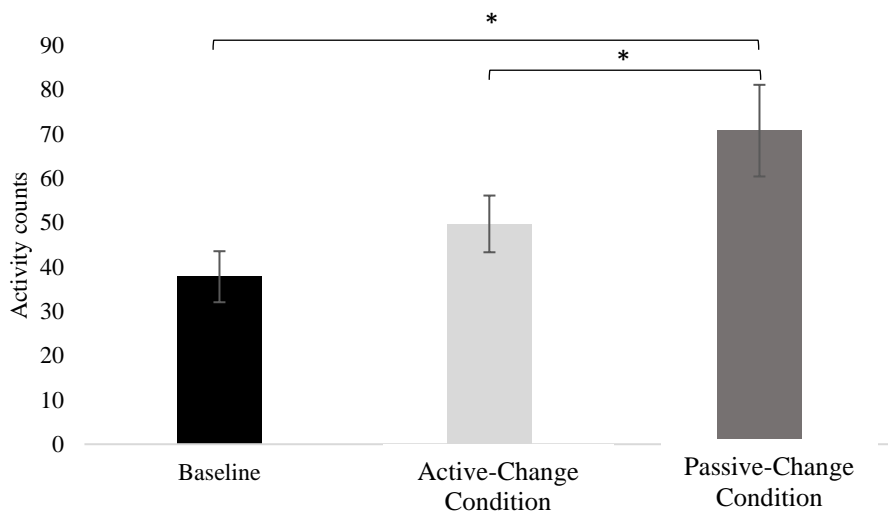 *
*
90
80
70
60
50
40
30
20
10
0
Activity counts
Baseline
Active-Change
Condition
Passive-Change
Condition